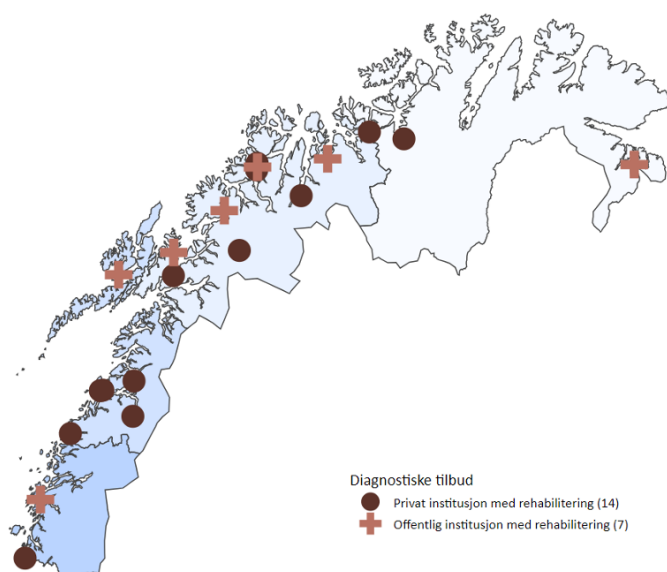 Diagnostiske tilbud
Privat institusjon med rehabilitering (14)
Offentlig institusjon med rehabilitering (7)